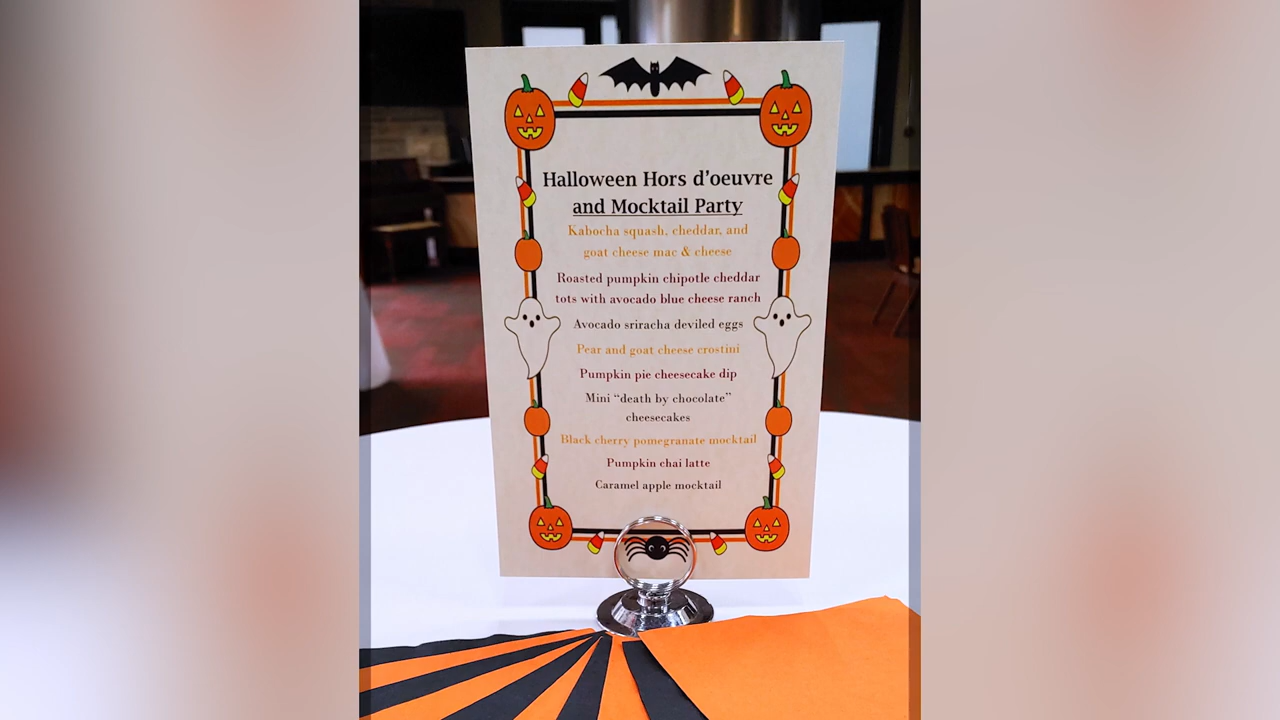 Halloween Hors d'oeuvre
and Mocktail Party
Kabocha squash, cheddar, and
goat cheese mac & cheese
Roasted pumpkin chipotle cheddar
tots with avocado blue cheese ranch
Avocado sriracha deviled eggs
Pear and goat cheese crostini
Pumpkin pie cheesecake dip
Mini “death by chocolate”
cheesecakes
Black cherry pomegranate mocktail
Pumpkin chai latte
Caramel apple mocktail